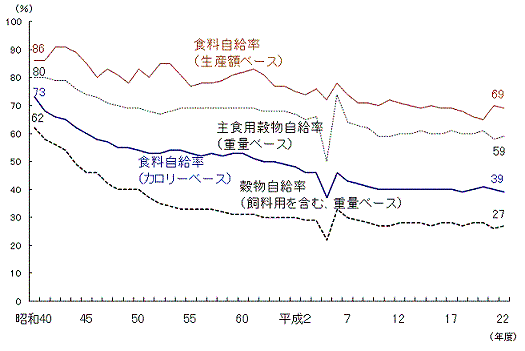 (%)
100
90
80
70
60
50
40
30
20
10
0
86
80
73
62
食料自給率
(生産額ベース)
主食用穀物自給率
(重量ベース)
食料自給率
(カロリーベース)
穀物自給率
(飼料用を含む、重量ベース)
69
59
39
27
昭和40 45 50 55 60 平成2 7 12 17 22
(年度)